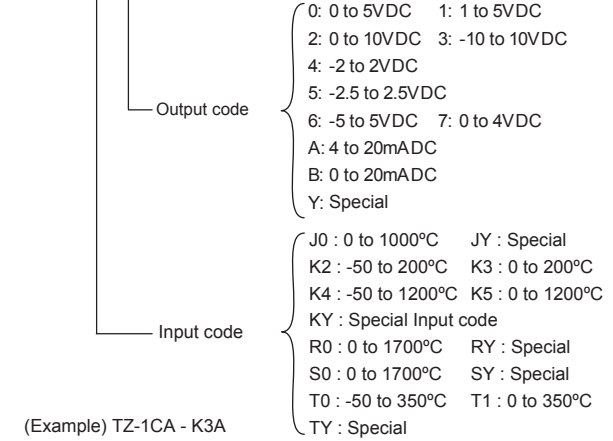 0: 0 to 5VDC 1: 1 to 5VDC
2: 0 to 10VDC 3: -10 to 10VDC
4: -2 to 2VDC
5: -2.5 to 2.5VDC
Output code
6: -5 to 5VDC 7: 0 to 4VDC
A: 4 to 20mADC
B: 0 to 20mADC
Y: Special
J0 : 0 to 1000ºC JY : Special
K2 : -50 to 200ºC K3 : 0 to 200ºC
K4 : -50 to 1200ºC K5 : 0 to 1200ºC
KY : Special Input code
Input code
R0 : 0 to 1700ºC RY : Special
S0 : 0 to 1700ºC SY : Special
T0 : -50 to 350ºC T1 : 0 to 350ºC
(Example) TZ-1CA - K3A
TY : Special